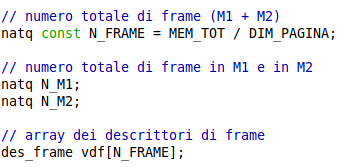 // numero totale di frame (M1 + M2)
natq const N_FRAME = MEM_TOT / DIM_PAGINA;
// numero totale di frame in M1 e in M2
natq N_M1;
natq N_M2;
// array dei descrittori di frame
des_frame vdf[N_FRAME];